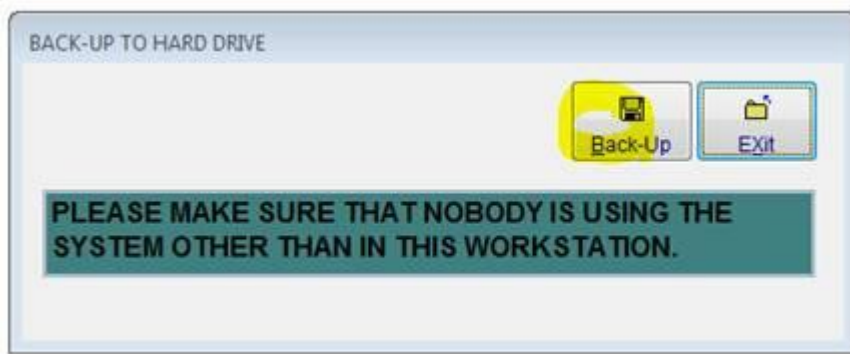 BACK-UP TO HARD DRIVE
Back-Up
EXit
PLEASE MAKE SURE THAT NOBODY IS USING THE
SYSTEM OTHER THAN IN THIS WORKSTATION.